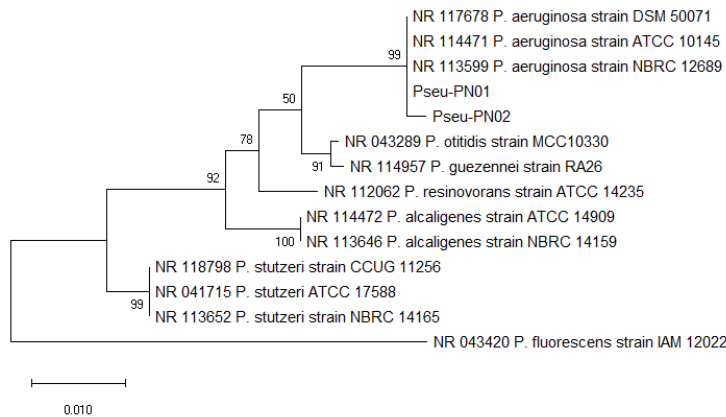 NR 117678 P. aeruginosa strain DSM 50071
NR 114471 P. aeruginosa strain ATCC 10145
99
NR 113599 P. aeruginosa strain NBRC 12689
Pseu-PN01
50
Pseu-PN02
78
NR 043289 P. otitidis strain MCC10330
91
NR 114957 P. guezennei strain RA26
92
NR 112062 P. resinovorans strain ATCC 14235
NR 114472 P. alcaligenes strain ATCC 14909
100
NR 113646 P. alcaligenes strain NBRC 14159
NR 118798 P. stutzeri strain CCUG 11256
NR 041715 P. stutzeri ATCC 17588
99
NR 113652 P. stutzeri strain NBRC 14165
NR 043420 P. fluorescens strain IAM 12022
0.010